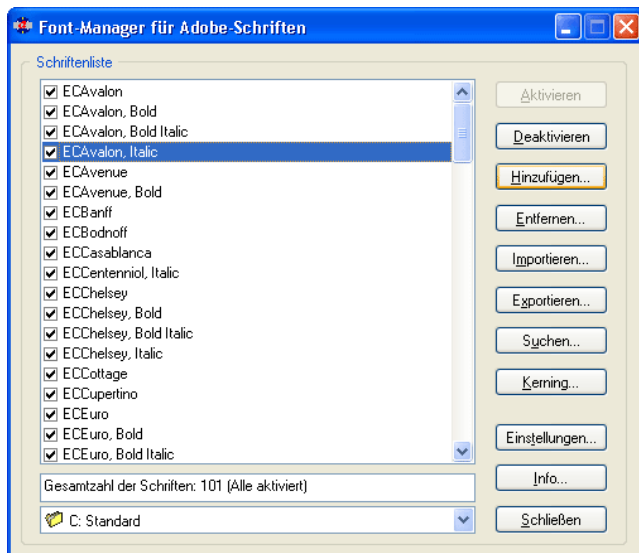 Font-Manager für Adobe-Schriften
Schriftenliste
ECAvalon
ECAvalon, Bold
ECAvalon, Bold Italic
ECAvalon, Italic
ECAvenue
ECAvenue, Bold
ECBanff
ECBodnoff
ECCasablanca
ECCentenniol, Italic
ECChelsey
ECChelsey, Bold
ECChelsey, Bold Italic
ECChelsey, Italic
ECCottage
ECCupertino
ECEuro
ECEuro, Bold
ECEuro, Bold Italic
Gesamtzahl der Schriften: 101 (Alle aktiviert)
C: Standard
Aktivieren
Deaktivieren
Hinzufügen...
Entfernen...
Importieren...
Exportieren...
Suchen...
Kerning...
Einstellungen...
Info...
Schließen